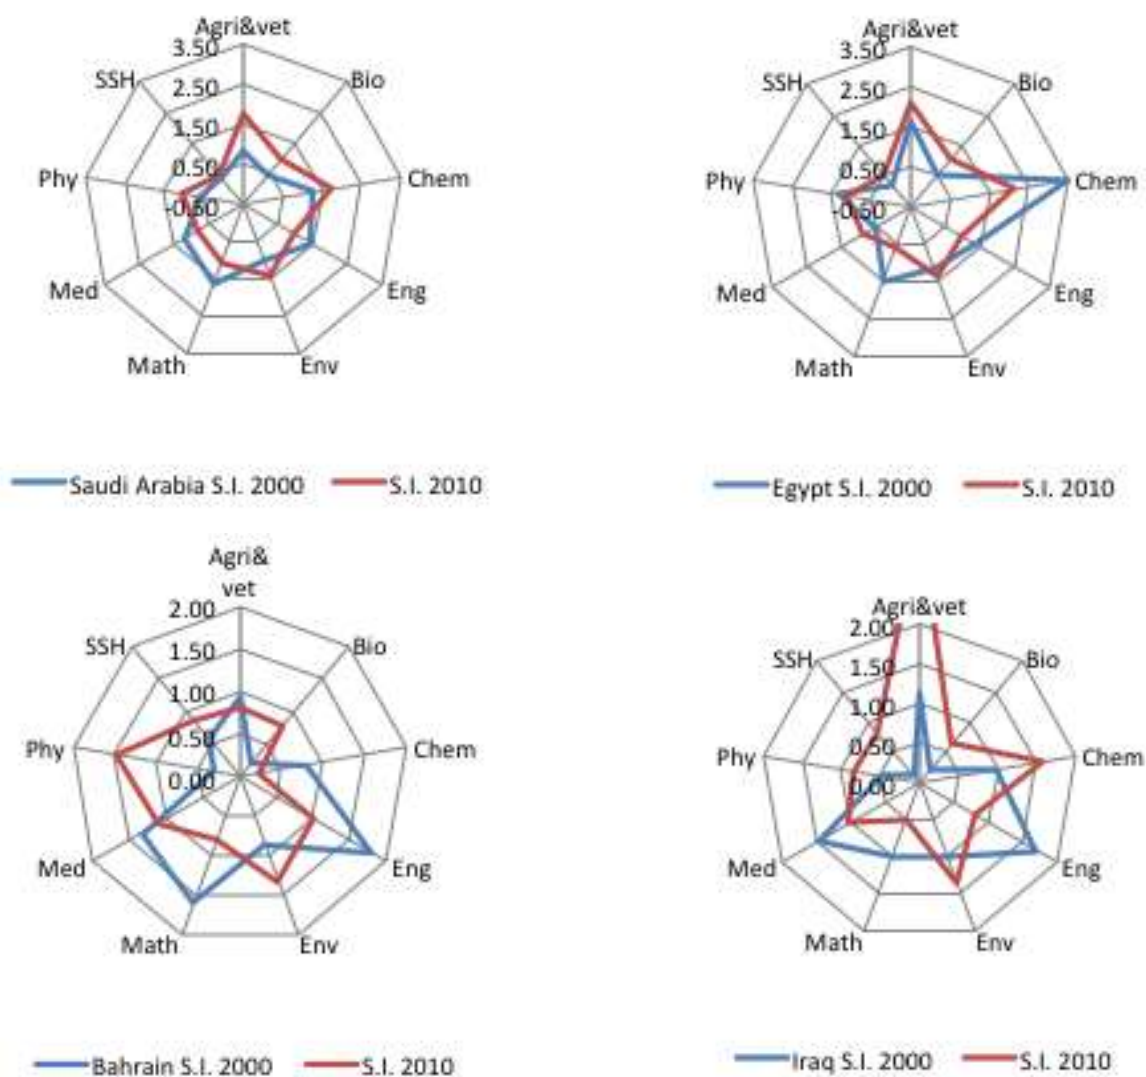 Agri&vet
3.50
SSH
Bio
2.50
1.50
0.50
Phy
Chem
-0.50
Med
Eng
Math
Env
Saudi Arabia S.I. 2000
S.I. 2010
Agri&vet
3.50
SSH
Bio
2.50
1.50
0.50
Phy
Chem
-0.50
Med
Eng
Math
Env
Egypt S.I. 2000
S.I. 2010
Agri&
vet
2.00
SSH
Bio
1.50
1.00
Phy
Chem
0.50
0.00
Med
Eng
Math
Env
Bahrain S.I. 2000
S.I. 2010
Agri&vet
2.00
SSH
Bio
1.50
1.00
0.50
Phy
Chem
0.00
Med
Eng
Math
Env
Iraq S.I. 2000
S.I. 2010